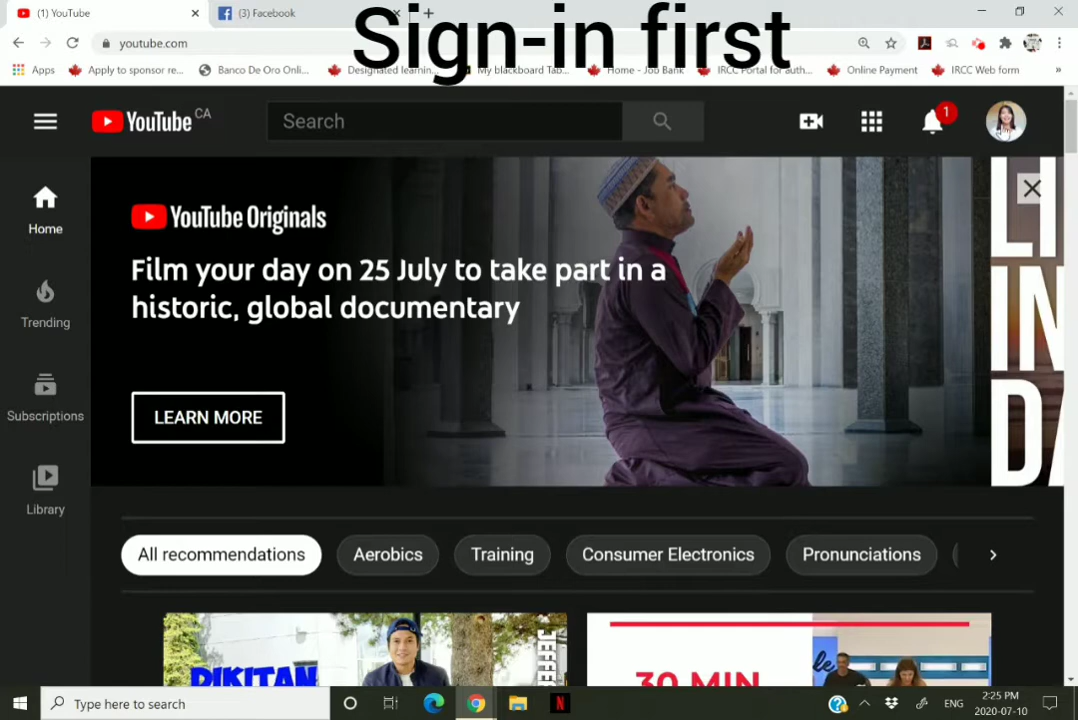 (1) YouTube
(3) Facebook
Sign-in first
youtube.com
Apps
Apply to sponsor re...
Banco De Oro Onli...
Designated learnin...
My blackboard Tab...
Home - Job Bank
IRCC Portal for auth...
Online Payment
IRCC Web form
YouTube CA
Search
1
Home
Trending
Subscriptions
Library
YouTube Originals
Film your day on 25 July to take part in a
historic, global documentary
LEARN MORE
All recommendations
Aerobics
Training
Consumer Electronics
Pronunciations
PIKITAN
30 MIN
Type here to search
ENG
2:25 PM
2020-07-10